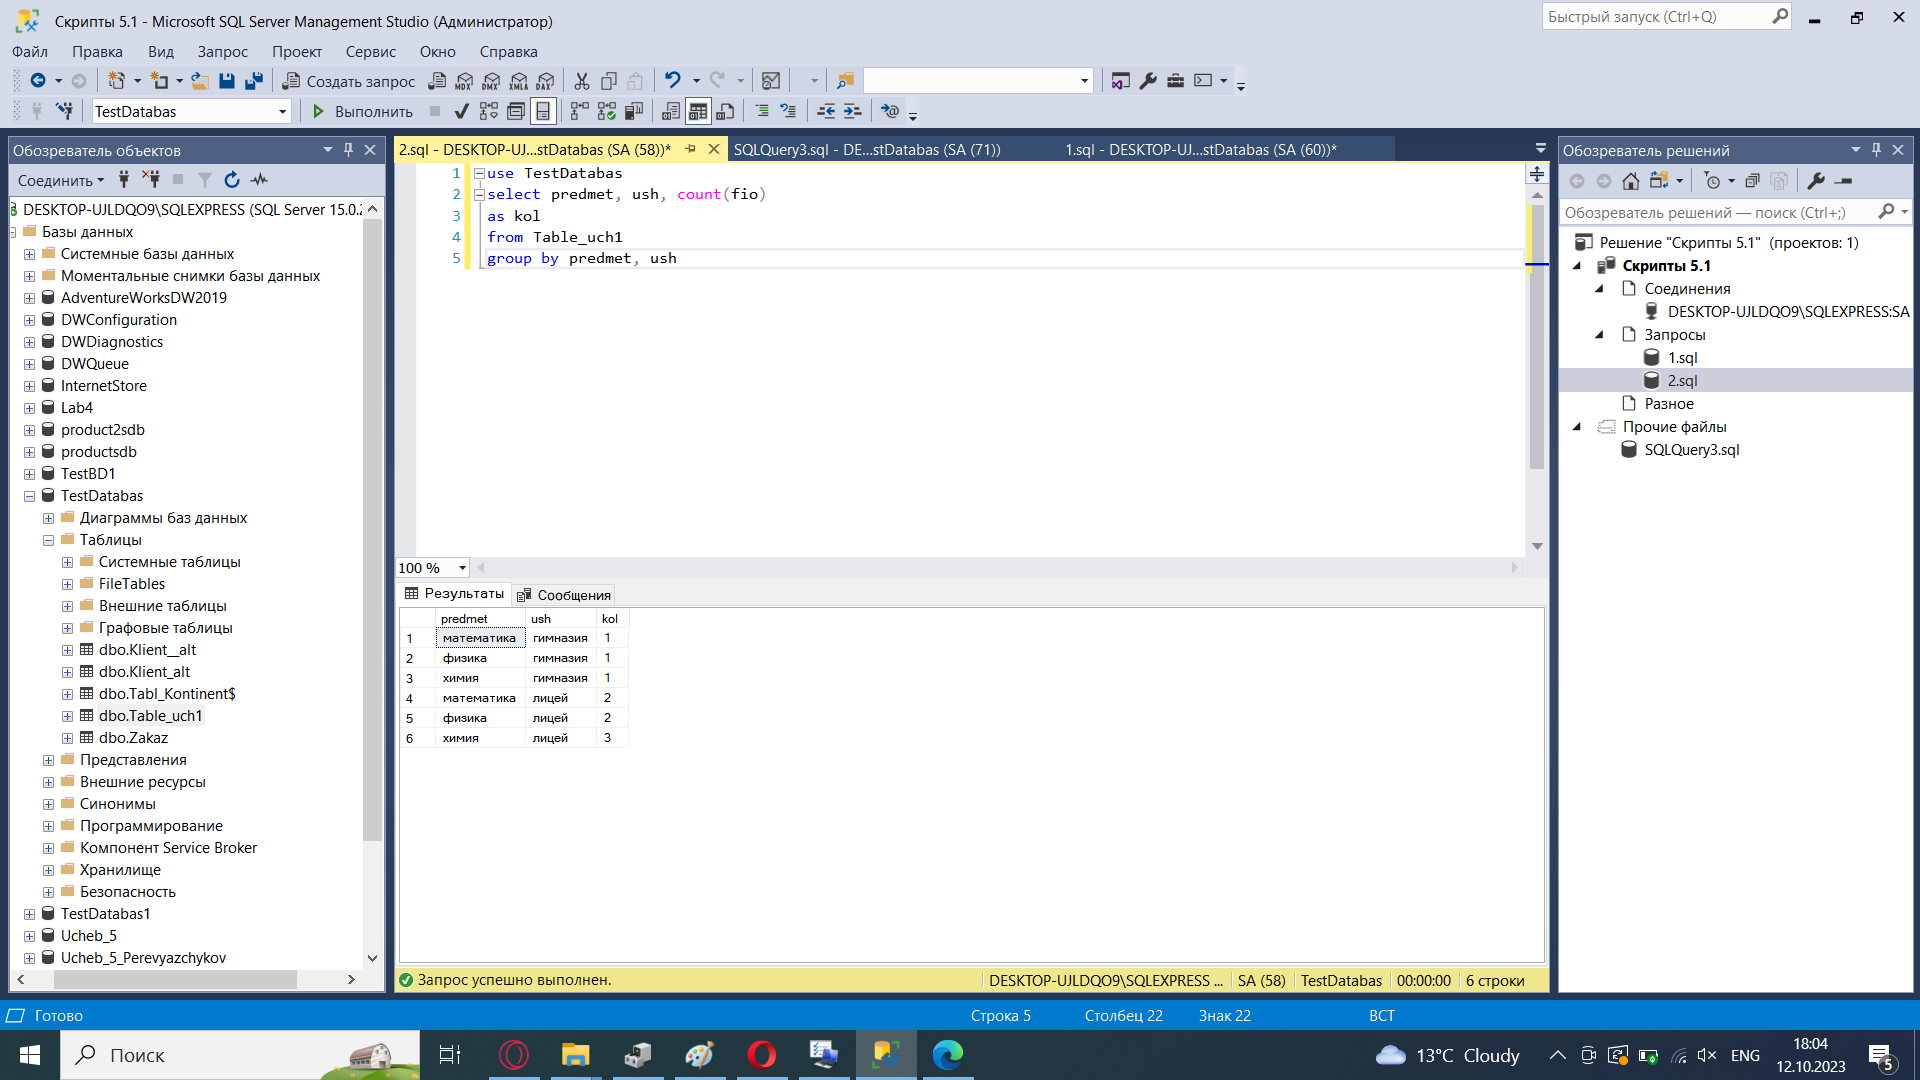 Скрипты 5.1 - Microsoft SQL Server Management Studio (Администратор)
Быстрый запуск (Ctrl+Q)
Файл Правка Вид Запрос Проект Сервис Окно Справка
Создать запрос
TestDatabas
Выполнить
Обозреватель объектов
Соединить
DESKTOP-UJLDQO9\SQLEXPRESS (SQL Server 15.0.2
Базы данных
Системные базы данных
Моментальные снимки базы данных
AdventureWorksDW2019
DWConfiguration
DWDiagnostics
DWQueue
InternetStore
Lab4
product2sdb
productsdb
TestBD1
TestDatabas
Диаграммы баз данных
Таблицы
Системные таблицы
FileTables
Внешние таблицы
Графовые таблицы
dbo.Klient__alt
dbo.Klient_alt
dbo.Tabl_Kontinent$
dbo.Table_uch1
dbo.Zakaz
Представления
Внешние ресурсы
Синонимы
Программирование
Компонент Service Broker
Хранилище
Безопасность
TestDatabas1
Ucheb_5
Ucheb_5_Perevyazchykov
2.sql - DESKTOP-UJ...stDatabas (SA (58))* SQLQuery3.sql - DE...stDatabas (SA (71)) 1.sql - DESKTOP-UJ...stDatabas (SA (60))*
1 use TestDatabas
2 select predmet, ush, count(fio)
3 as kol
4 from Table_uch1
5 group by predmet, ush
100 %
Результаты Сообщения
predmet ush kol
1 математика гимназия 1
2 физика гимназия 1
3 химия гимназия 1
4 математика лицей 2
5 физика лицей 2
6 химия лицей 3
Запрос успешно выполнен. DESKTOP-UJLDQO9\SQLEXPRESS ... SA (58) TestDatabas 00:00:00 6 строки
Обозреватель решений
Обозреватель решений — поиск (Ctrl+;)
Решение "Скрипты 5.1" (проектов: 1)
Скрипты 5.1
Соединения
DESKTOP-UJLDQO9\SQLEXPRESS:SA
Запросы
1.sql
2.sql
Разное
Прочие файлы
SQLQuery3.sql
Готово Строка 5 Столбец 22 Знак 22 ВСТ
Поиск
13°C Cloudy
ENG
18:04
12.10.2023
5